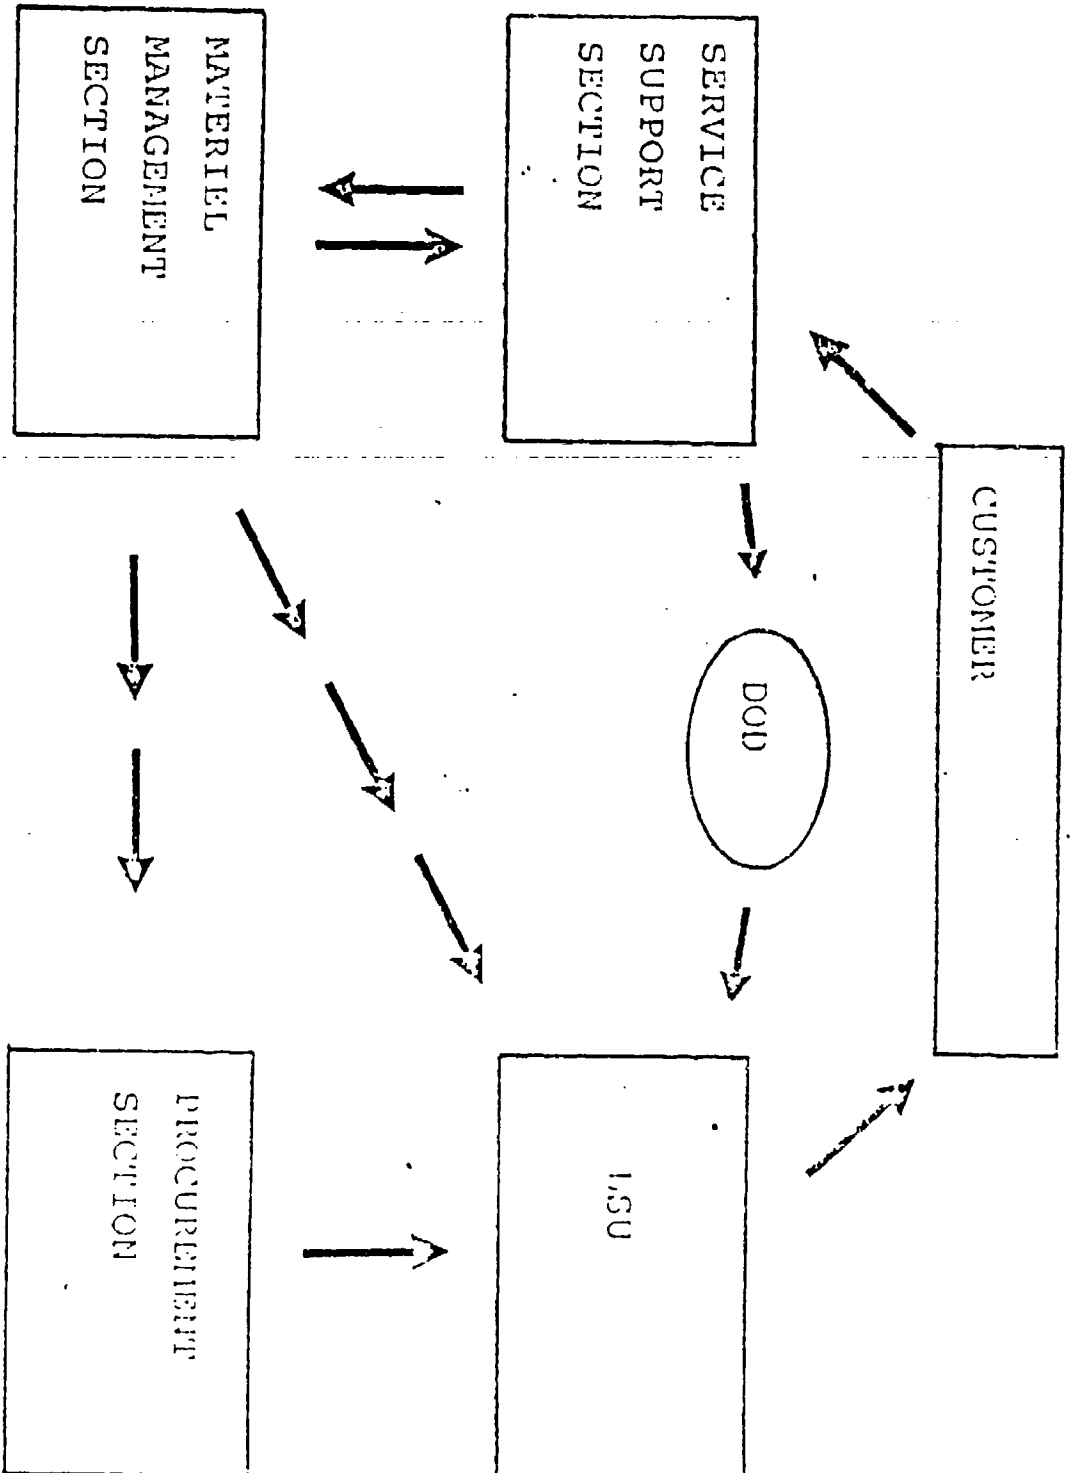 CUSTOMER
SERVICE
SUPPORT
SECTION
DOD
LSU
MATERIEL
MANAGEMENT
SECTION
PROCUREMENT
SECTION